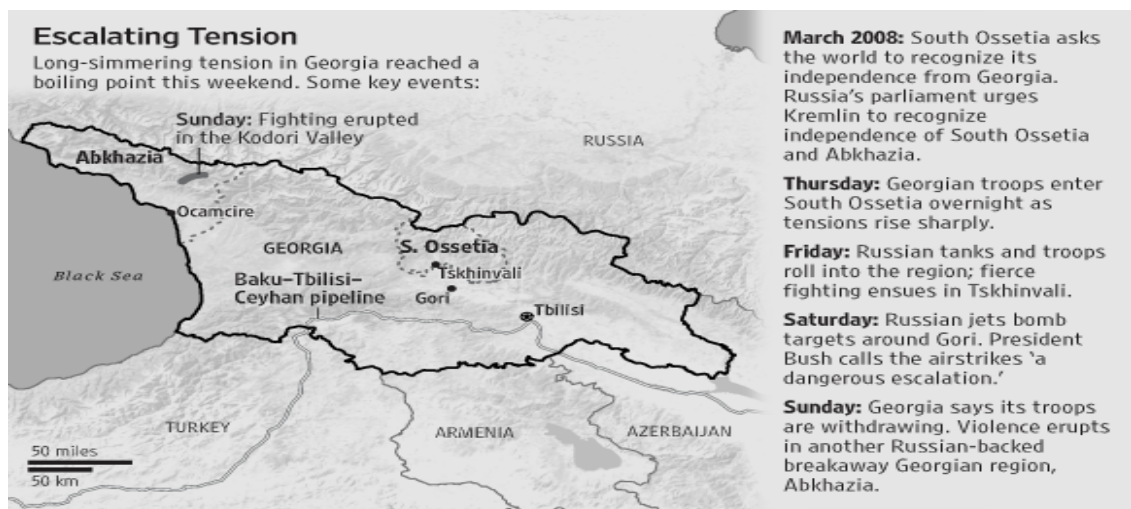 Escalating Tension
Long-simmering tension in Georgia reached a
boiling point this weekend. Some key events:
Sunday: Fighting erupted
in the Kodori Valley
Abkhazia
RUSSIA
Ocamcire
GEORGIA
S. Ossetia
Black Sea
Tskhinvali
Baku–Tbilisi–
Ceyhan pipeline
Gori
Tbilisi
TURKEY
ARMENIA
AZERBAIJAN
50 miles
50 km
March 2008: South Ossetia asks
the world to recognize its
independence from Georgia.
Russia's parliament urges
Kremlin to recognize
independence of South Ossetia
and Abkhazia.
Thursday: Georgian troops enter
South Ossetia overnight as
tensions rise sharply.
Friday: Russian tanks and troops
roll into the region; fierce
fighting ensues in Tskhinvali.
Saturday: Russian jets bomb
targets around Gori. President
Bush calls the airstrikes ‘a
dangerous escalation.’
Sunday: Georgia says its troops
are withdrawing. Violence erupts
in another Russian-backed
breakaway Georgian region,
Abkhazia.